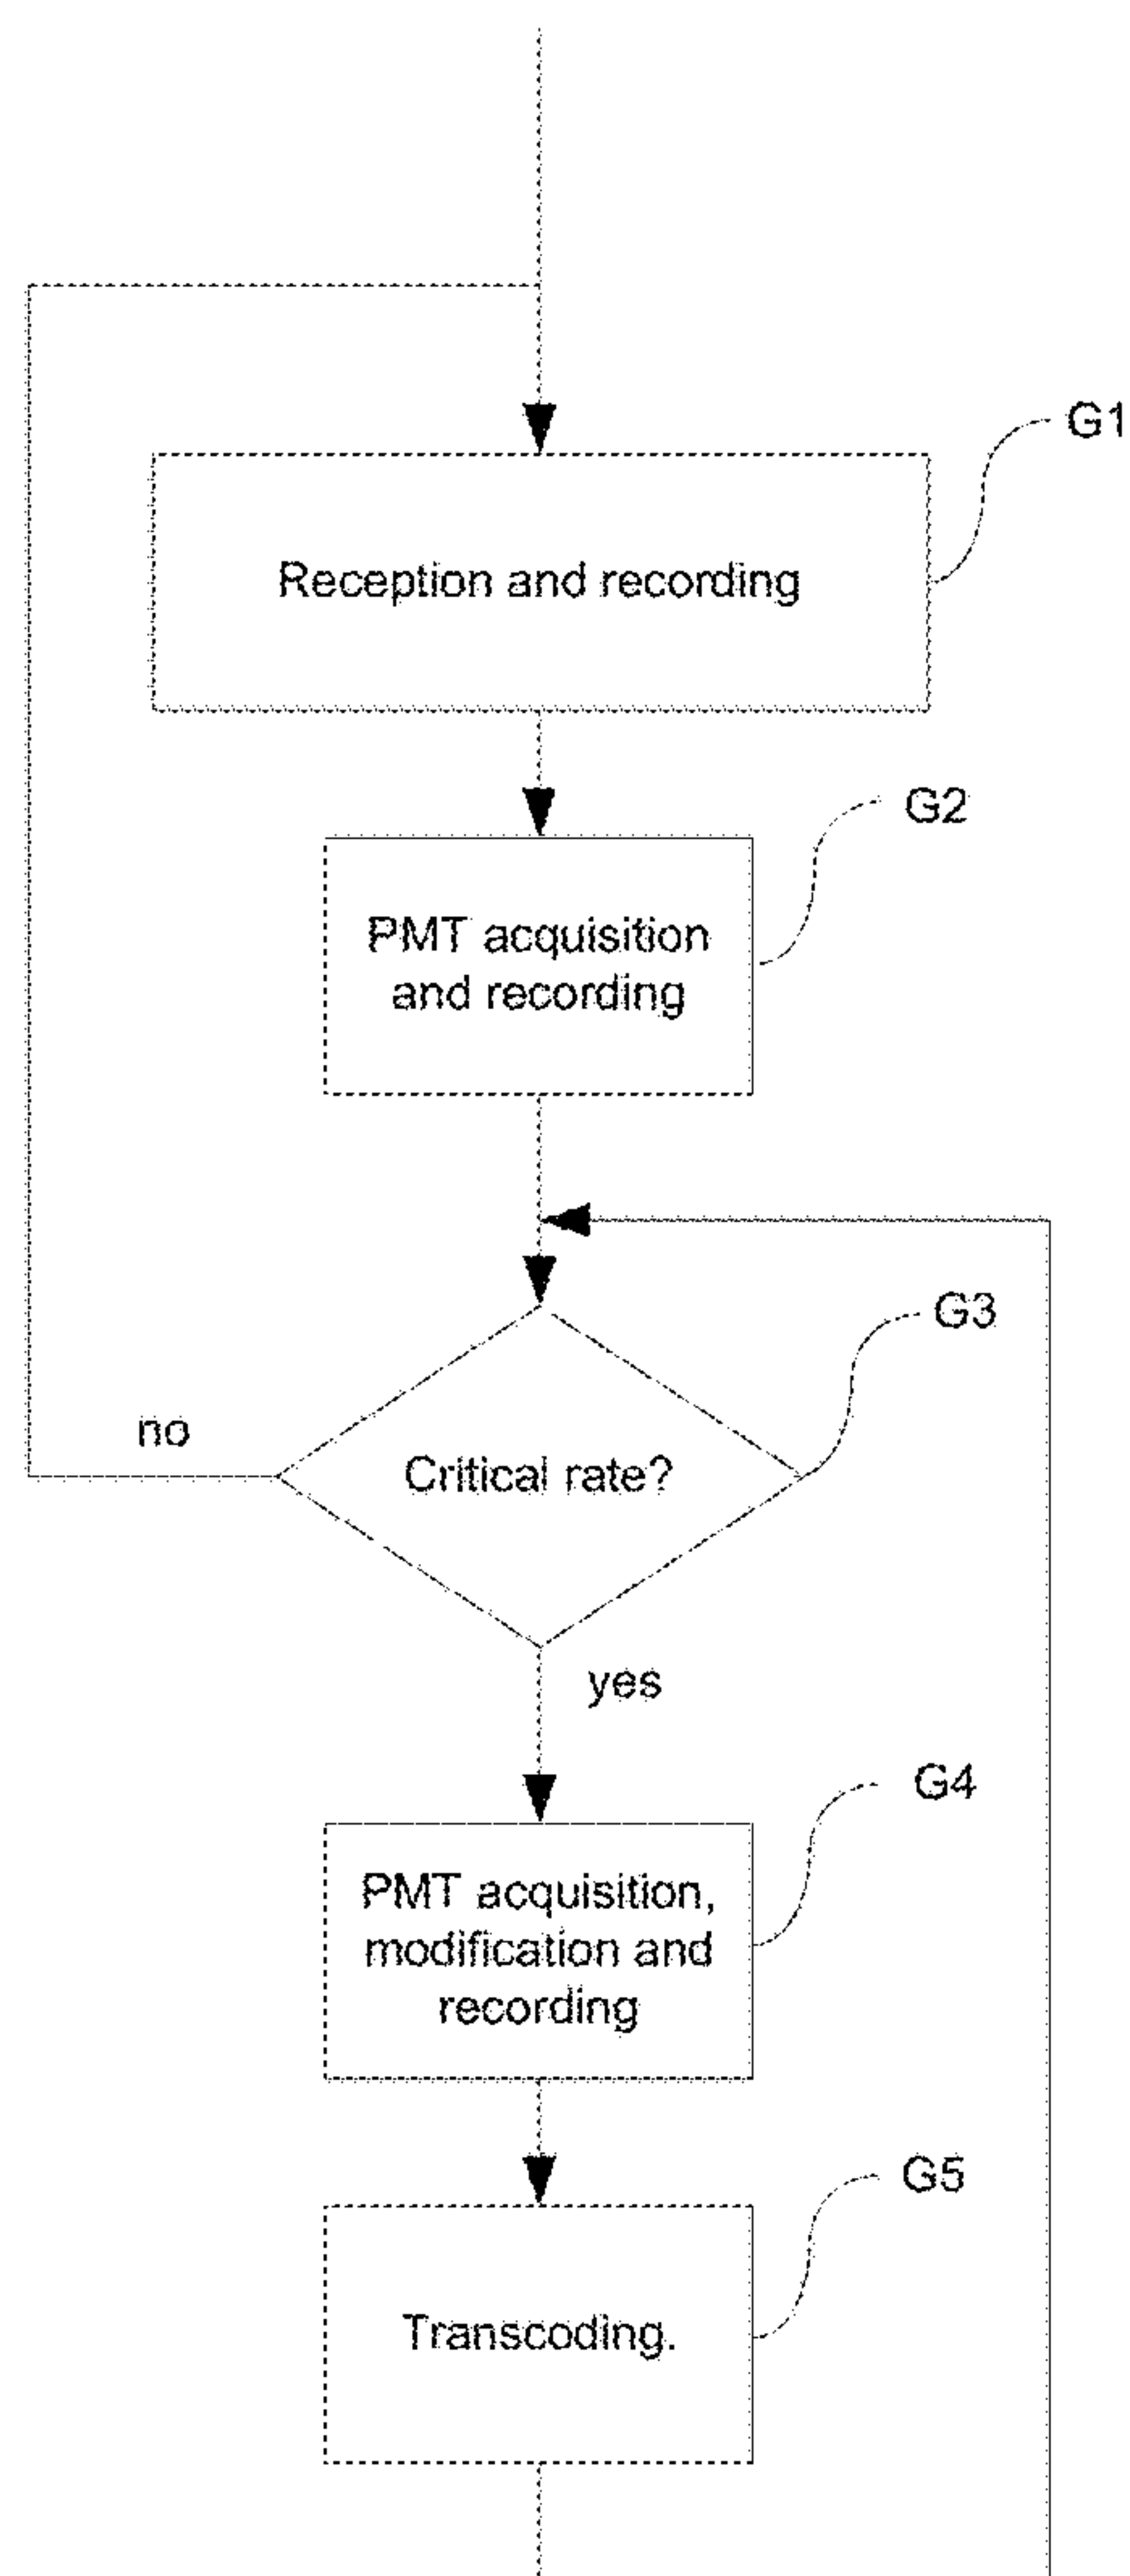 G1
Reception and recording
G2
PMT acquisition
and recording
G3
no
Critical rate?
yes
G4
PMT acquisition,
modification and
recording
G5
Transcoding.